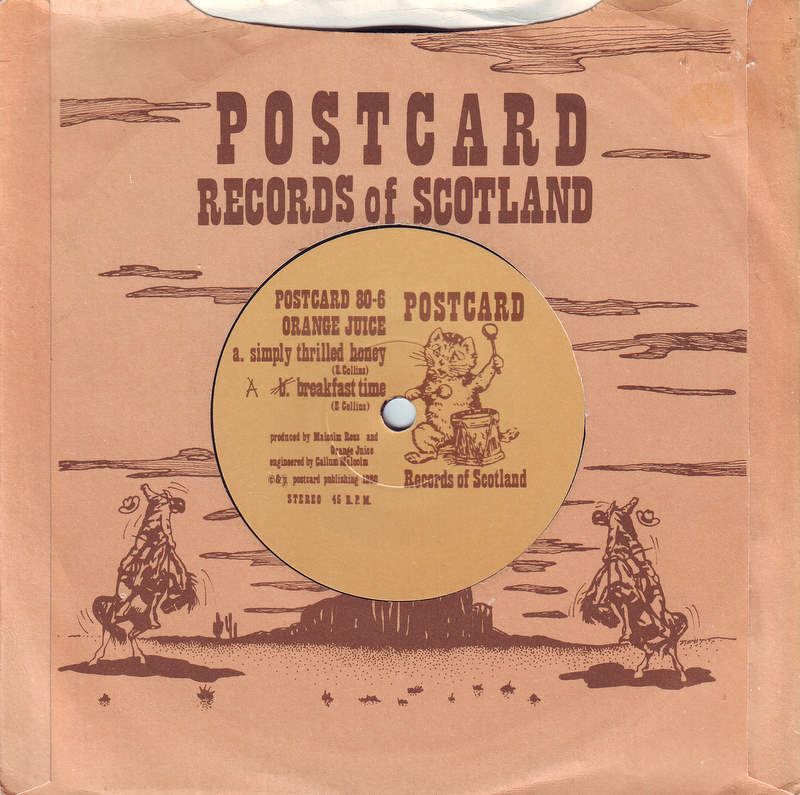 POSTCARD
RECORDS of SCOTLAND
POSTCARD 80-6
ORANGE JUICE
a. simply thrilled honey
(E. Collins)
A b. breakfast time
(E Collins)
produced by Malcolm Ross and
Orange Juice
engineered by Callum Malcolm
©&℗ postcard publishing 1980
STEREO 45 R.P.M.
POSTCARD
Records of Scotland